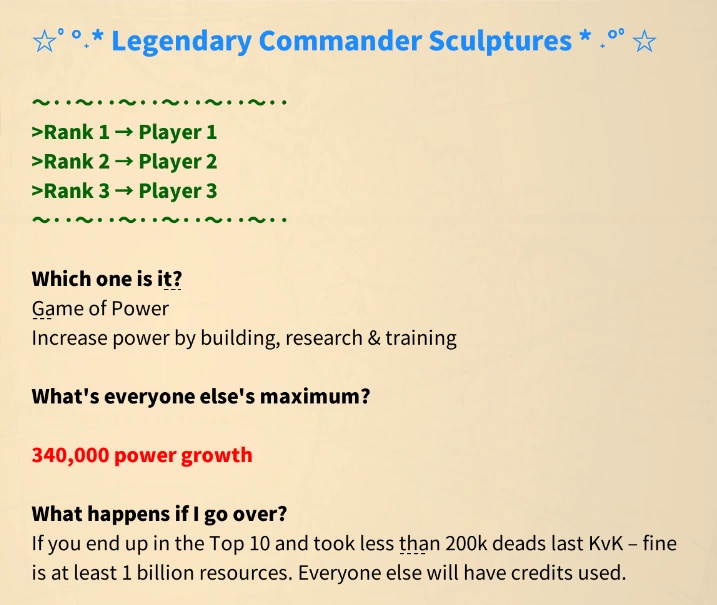 ☆˚ °˖* Legendary Commander Sculptures * ˖°˚ ☆
～··～··～··～··～··～··
>Rank 1 → Player 1
>Rank 2 → Player 2
>Rank 3 → Player 3
～··～··～··～··～··～··
Which one is it?
Game of Power
Increase power by building, research & training
What's everyone else's maximum?
340,000 power growth
What happens if I go over?
If you end up in the Top 10 and took less than 200k deads last KvK – fine
is at least 1 billion resources. Everyone else will have credits used.